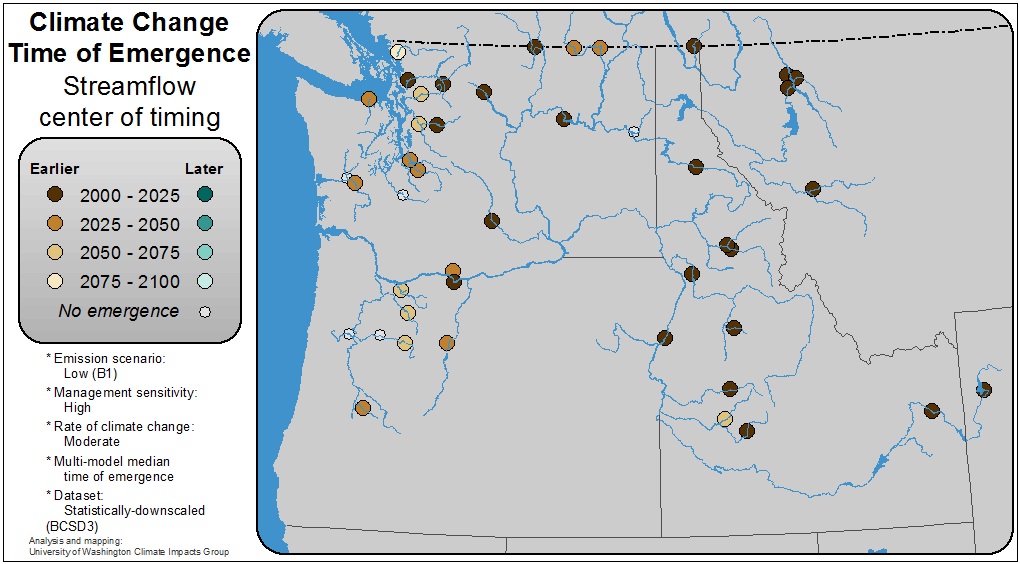 Climate Change
Time of Emergence
Streamflow
center of timing
Earlier Later
2000 - 2025
2025 - 2050
2050 - 2075
2075 - 2100
No emergence
* Emission scenario:
Low (B1)
* Management sensitivity:
High
* Rate of climate change:
Moderate
* Multi-model median
time of emergence
* Dataset:
Statistically-downscaled
(BCSD3)
Analysis and mapping:
University of Washington Climate Impacts Group